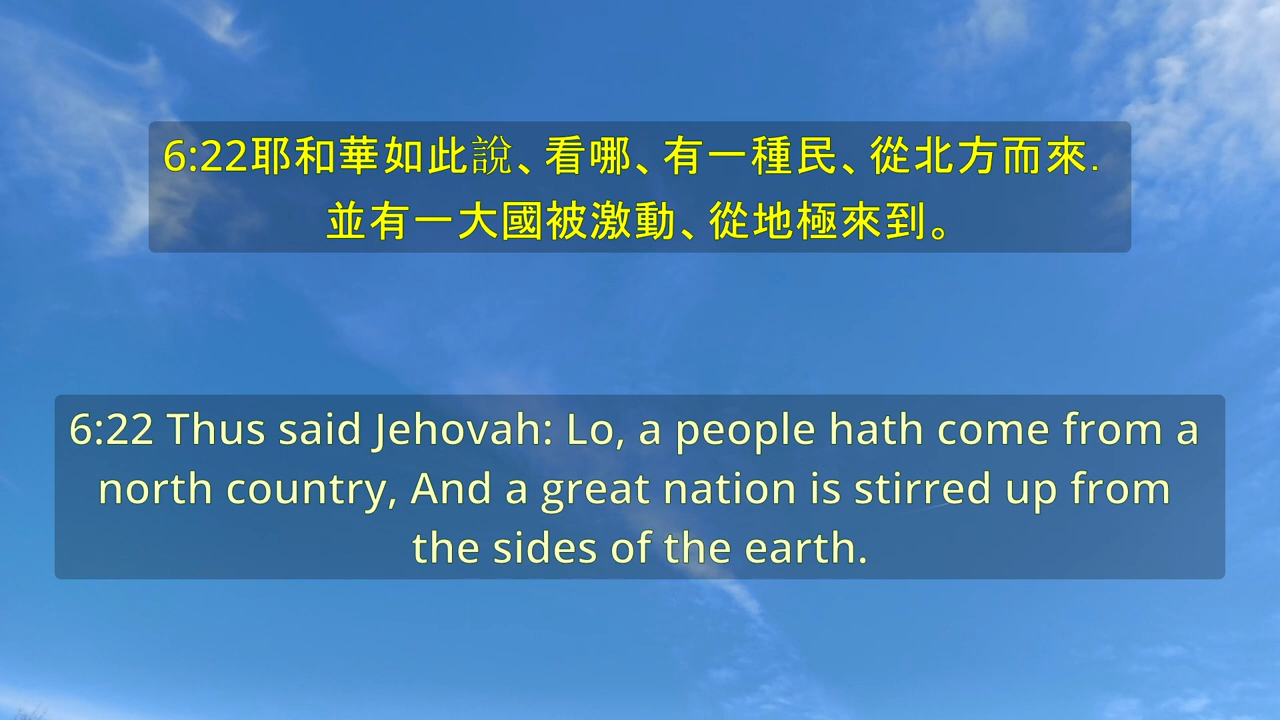 6:22耶和華如此說、看哪、有一種民、從北方而來.
並有一大國被激動、從地極來到。
6:22 Thus said Jehovah: Lo, a people hath come from a
north country, And a great nation is stirred up from
the sides of the earth.